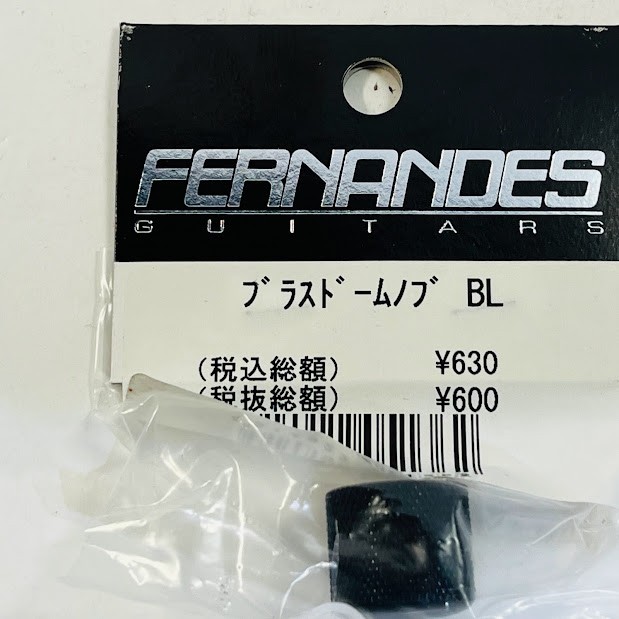 FERNANDES
GUITARS
ﾌﾞﾗｽﾄﾞｰﾑﾉﾌﾞ BL
(税込総額) ¥630
(税抜総額) ¥600